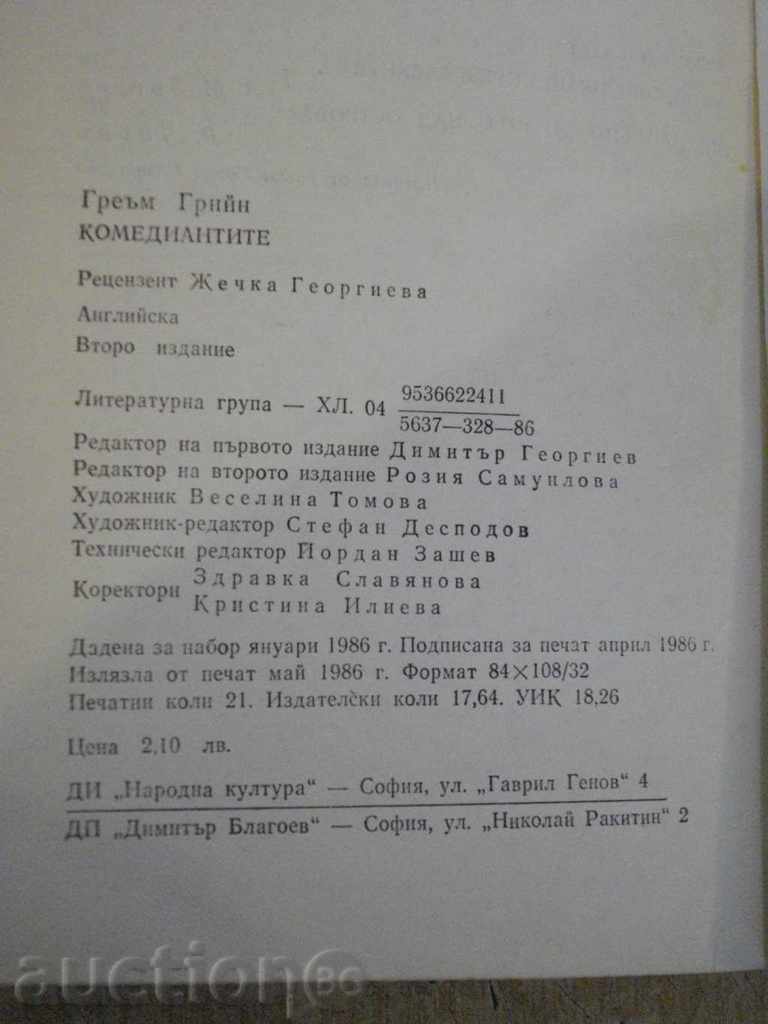 Греъм Грийн
КОМЕДИАНТИТЕ
Рецензент Жечка Георгиева
Английска
Второ издание
Литературна група — ХЛ. 04 9536622411
5637—328—86
Редактор на първото издание Димитър Георгиев
Редактор на второто издание Розия Самуилова
Художник Веселина Томова
Художник-редактор Стефан Десподов
Технически редактор Йордан Зашев
Коректори Здравка Славянова
Кристина Илиева
Дадена за набор януари 1986 г. Подписана за печат април 1986 г.
Излязла от печат май 1986 г. Формат 84×108/32
Печатни коли 21. Издателски коли 17,64. УИК 18,26
Цена 2,10 лв.
ДИ „Народна култура“ — София, ул. „Гаврил Генов“ 4
ДП „Димитър Благоев“ — София, ул. „Николай Ракитин“ 2
auction.BG